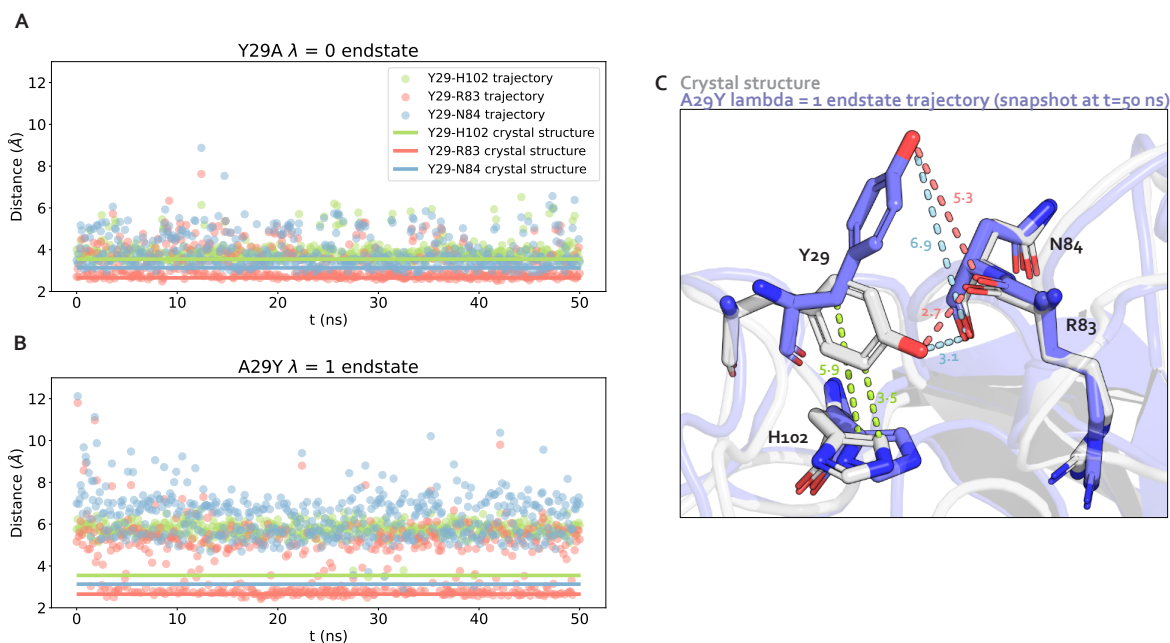 A
Y29A λ = 0 endstate
12
10
8
6
4
2
Distance (Å)
Y29-H102 trajectory
Y29-R83 trajectory
Y29-N84 trajectory
Y29-H102 crystal structure
Y29-R83 crystal structure
Y29-N84 crystal structure
0 10 20 30 40 50
t (ns)
B
A29Y λ = 1 endstate
12
10
8
6
4
2
Distance (Å)
0 10 20 30 40 50
t (ns)
C
Crystal structure
A29Y lambda = 1 endstate trajectory (snapshot at t=50 ns)
5.3
6.9
N84
Y29
2.7
R83
3.1
5.9
3.5
H102